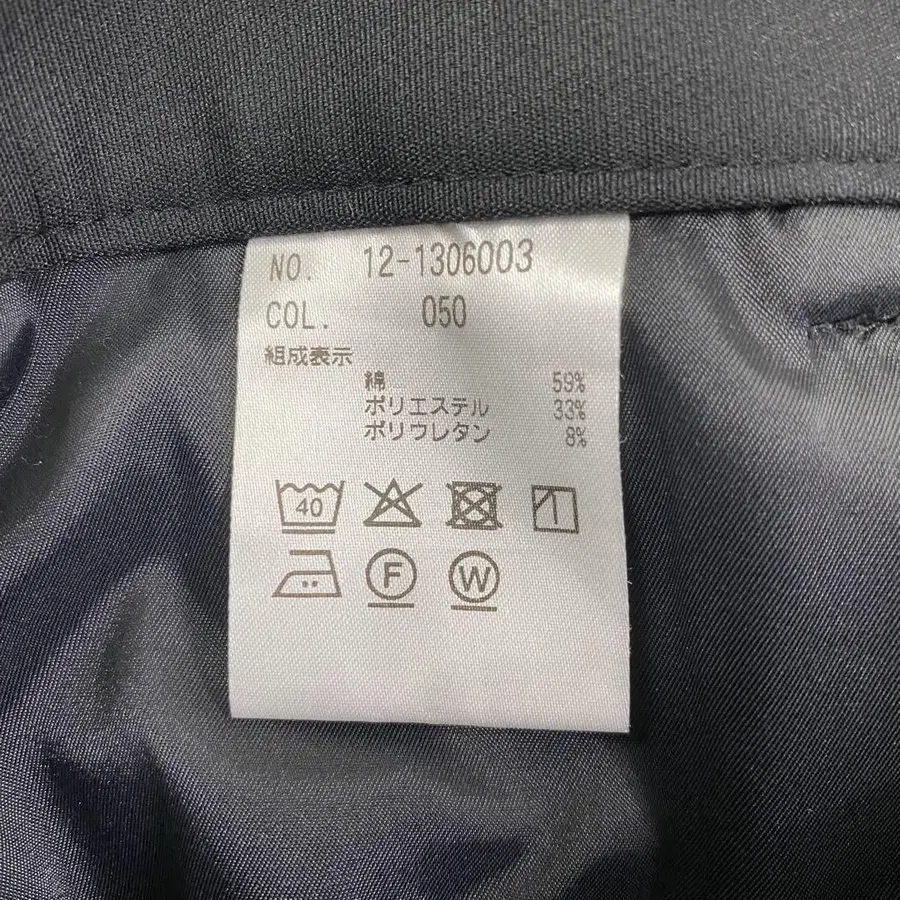 NO. 12-1306003
COL. 050
組成表示
綿 59%
ポリエステル 33%
ポリウレタン 8%
40
F W